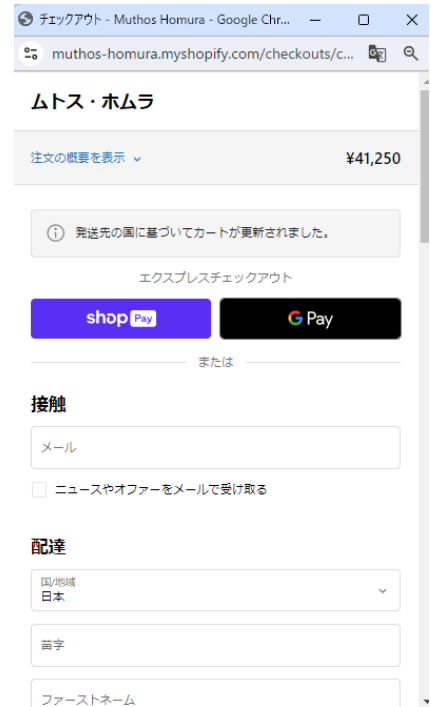 チェックアウト - Muthos Homura - Google Chr...
muthos-homura.myshopify.com/checkouts/c...
ムトス・ホムラ
注文の概要を表示 ¥41,250
発送先の国に基づいてカートが更新されました。
エクスプレスチェックアウト
shop Pay G Pay
または
接触
メール
ニュースやオファーをメールで受け取る
配達
国/地域
日本
苗字
ファーストネーム